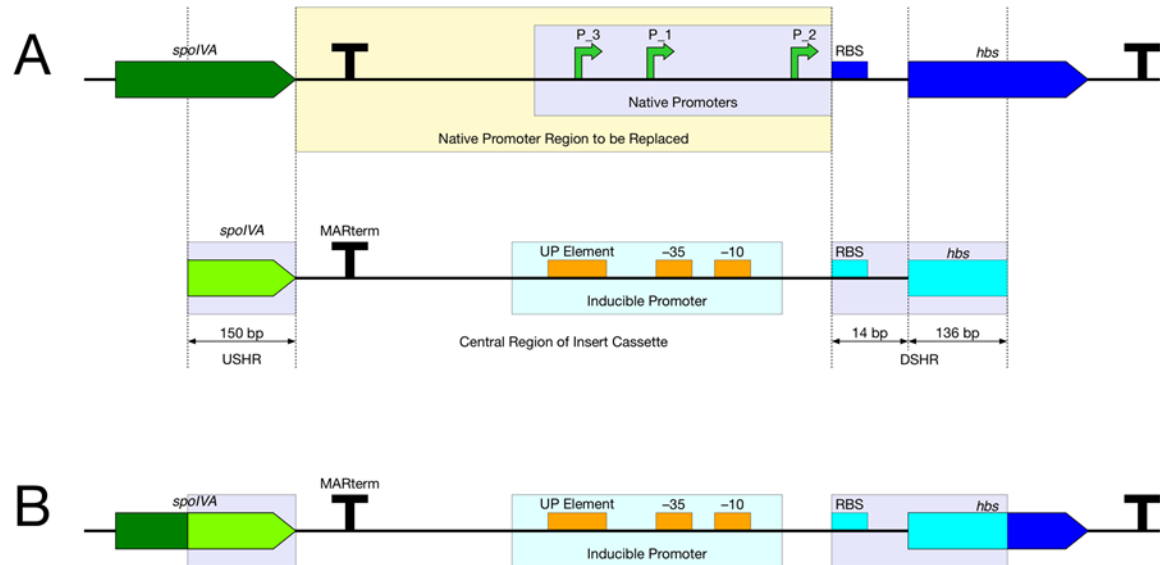 A
spoIVA
P_3
P_1
P_2
RBS
hbs
Native Promoters
Native Promoter Region to be Replaced
spoIVA
MARterm
UP Element
−35
−10
RBS
hbs
Inducible Promoter
150 bp
Central Region of Insert Cassette
14 bp
136 bp
USHR
DSHR
B
spoIVA
MARterm
UP Element
−35
−10
RBS
hbs
Inducible Promoter